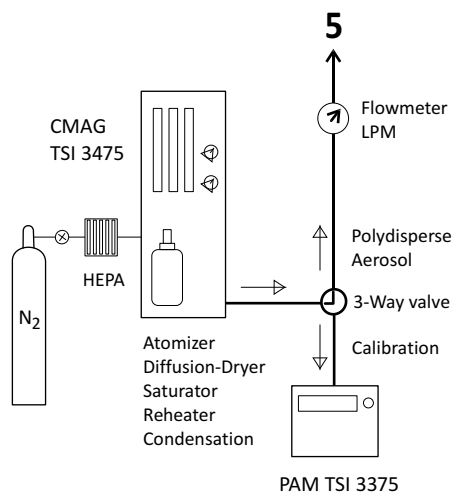 5
Flowmeter
LPM
CMAG
TSI 3475
HEPA
N2
Polydisperse
Aerosol
3-Way valve
Calibration
Atomizer
Diffusion-Dryer
Saturator
Reheater
Condensation
PAM TSI 3375